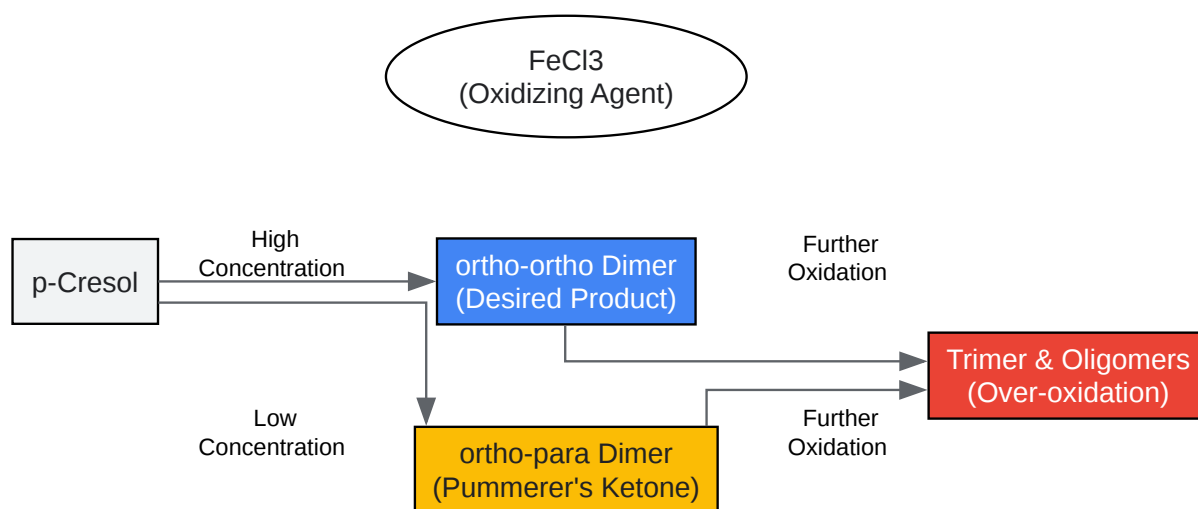 FeCl3
(Oxidizing Agent)
High
Concentration
p-Cresol
ortho-ortho Dimer
(Desired Product)
Further
Oxidation
Trimer & Oligomers
(Over-oxidation)
Low
Concentration
ortho-para Dimer
(Pummerer's Ketone)
Further
Oxidation